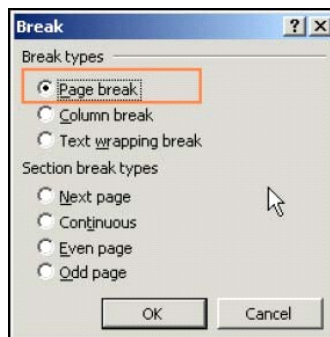 Break
Break types
Page break
Column break
Text wrapping break
Section break types
Next page
Continuous
Even page
Odd page
OK Cancel